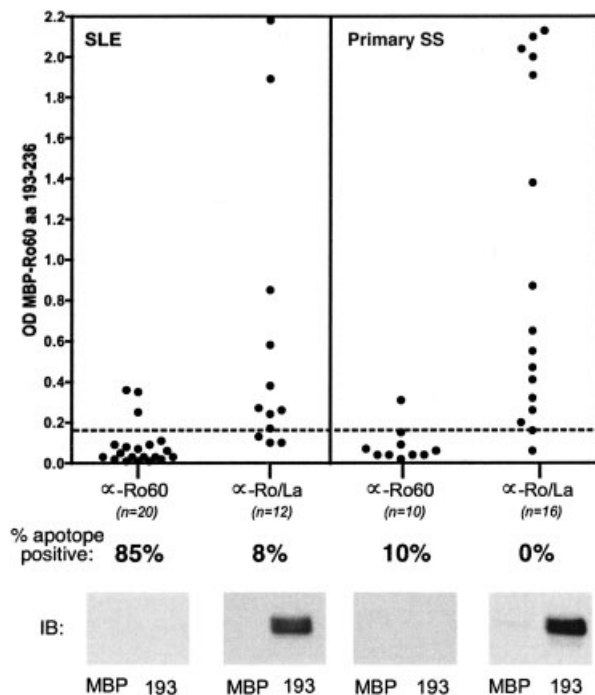 SLE
Primary SS
OD MBP-Ro60 aa 193-236
2.2
2.0
1.8
1.6
1.4
1.2
1.0
0.8
0.6
0.4
0.2
0.0
∝-Ro60
(n=20)
∝-Ro/La
(n=12)
∝-Ro60
(n=10)
∝-Ro/La
(n=16)
% apotope
positive: 85% 8% 10% 0%
IB:
MBP 193 MBP 193 MBP 193 MBP 193